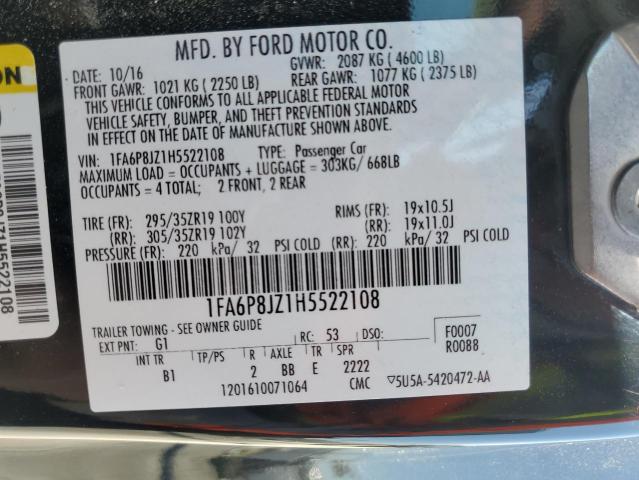 MFD. BY FORD MOTOR CO.
DATE: 10/16 GVWR: 2087 KG ( 4600 LB)
FRONT GAWR: 1021 KG ( 2250 LB) REAR GAWR: 1077 KG ( 2375 LB)
THIS VEHICLE CONFORMS TO ALL APPLICABLE FEDERAL MOTOR
VEHICLE SAFETY, BUMPER, AND THEFT PREVENTION STANDARDS
IN EFFECT ON THE DATE OF MANUFACTURE SHOWN ABOVE.
VIN: 1FA6P8JZ1H5522108 TYPE: Passenger Car
MAXIMUM LOAD = OCCUPANTS + LUGGAGE = 303KG/ 668LB
OCCUPANTS = 4 TOTAL; 2 FRONT, 2 REAR
TIRE (FR): 295/35ZR19 100Y RIMS (FR): 19x10.5J
(RR): 305/35ZR19 102Y (RR): 19x11.0J
PRESSURE (FR): 220 kPa/ 32 PSI COLD (RR): 220 kPa/ 32 PSI COLD
1FA6P8JZ1H5522108
TRAILER TOWING - SEE OWNER GUIDE
EXT PNT: G1 RC: 53 DSO: F0007
R0088
INT TR TP/PS R AXLE TR SPR
B1 2 BB E 2222
1201610071064 CMC ▽5U5A-5420472-AA
ON